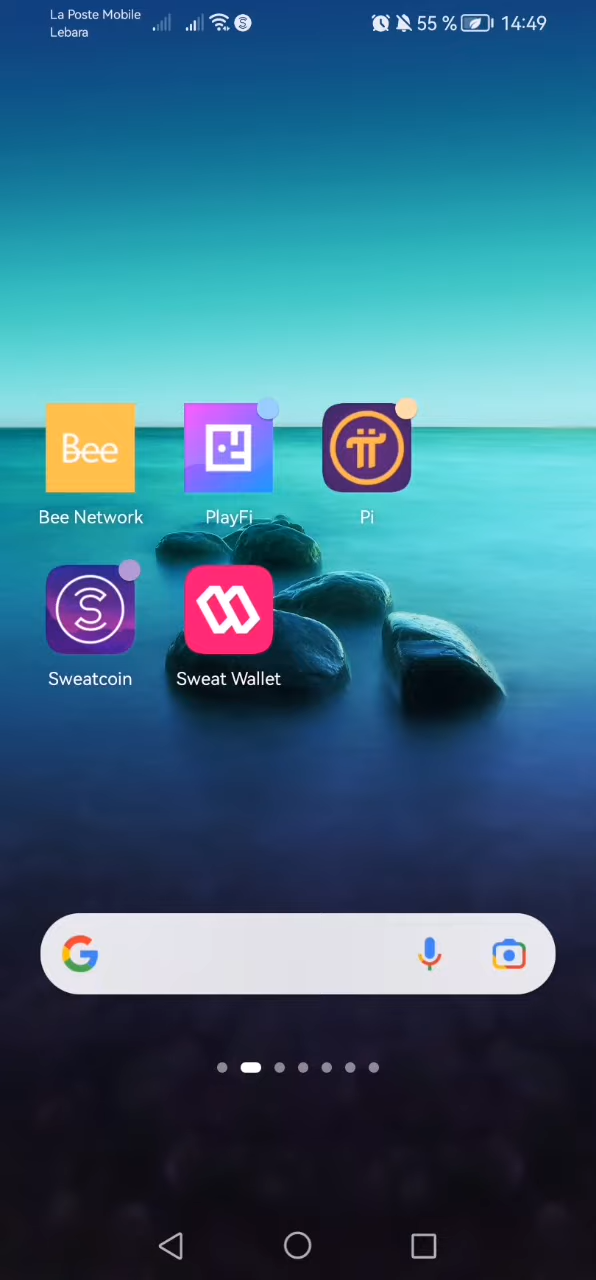 La Poste Mobile
Lebara
55 %
14:49
Bee
Bee Network
PlayFi
Pi
Sweatcoin
Sweat Wallet